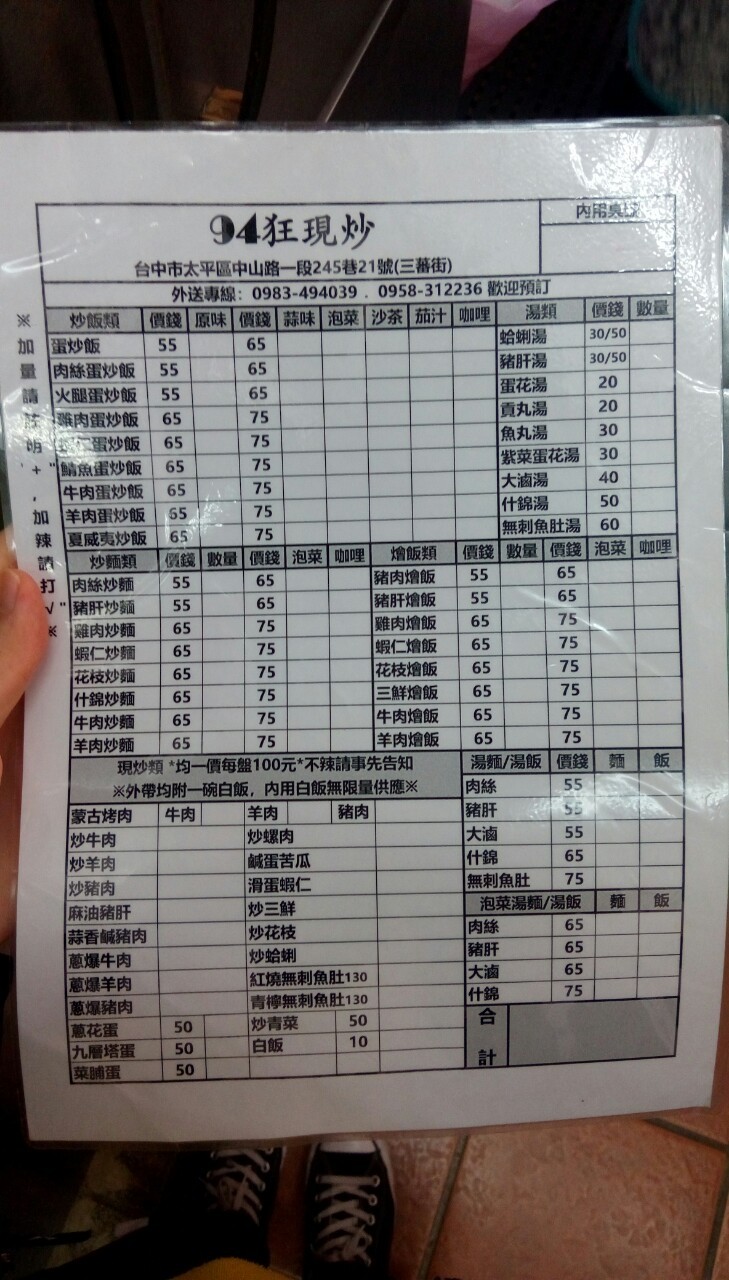 94狂現炒
內用桌號
台中市太平區中山路一段245巷21號(三蕃街)
外送專線：0983-494039 . 0958-312236 歡迎預訂
※加量請註明"+"，加辣請打"√"※
炒飯類 價錢 原味 價錢 蒜味 泡菜 沙茶 茄汁 咖哩
蛋炒飯 55 65
肉絲蛋炒飯 55 65
火腿蛋炒飯 55 65
雞肉蛋炒飯 65 75
蝦仁蛋炒飯 65 75
鯖魚蛋炒飯 65 75
牛肉蛋炒飯 65 75
羊肉蛋炒飯 65 75
夏威夷炒飯 65 75
湯類 價錢 數量
蛤蜊湯 30/50
豬肝湯 30/50
蛋花湯 20
貢丸湯 20
魚丸湯 30
紫菜蛋花湯 30
大滷湯 40
什錦湯 50
無刺魚肚湯 60
炒麵類 價錢 數量 價錢 泡菜 咖哩
肉絲炒麵 55 65
豬肝炒麵 55 65
雞肉炒麵 65 75
蝦仁炒麵 65 75
花枝炒麵 65 75
什錦炒麵 65 75
牛肉炒麵 65 75
羊肉炒麵 65 75
燴飯類 價錢 數量 價錢 泡菜 咖哩
豬肉燴飯 55 65
豬肝燴飯 55 65
雞肉燴飯 65 75
蝦仁燴飯 65 75
花枝燴飯 65 75
三鮮燴飯 65 75
牛肉燴飯 65 75
羊肉燴飯 65 75
現炒類 *均一價每盤100元*不辣請事先告知
※外帶均附一碗白飯，內用白飯無限量供應※
蒙古烤肉 牛肉 羊肉 豬肉
炒牛肉 炒螺肉
炒羊肉 鹹蛋苦瓜
炒豬肉 滑蛋蝦仁
麻油豬肝 炒三鮮
蒜香鹹豬肉 炒花枝
蔥爆牛肉 炒蛤蜊
蔥爆羊肉 紅燒無刺魚肚130
蔥爆豬肉 青檸無刺魚肚130
蔥花蛋 50 炒青菜 50
九層塔蛋 50 白飯 10
菜脯蛋 50
湯麵/湯飯 價錢 麵 飯
肉絲 55
豬肝 55
大滷 55
什錦 65
無刺魚肚 75
泡菜湯麵/湯飯 麵 飯
肉絲 65
豬肝 65
大滷 65
什錦 75
合計